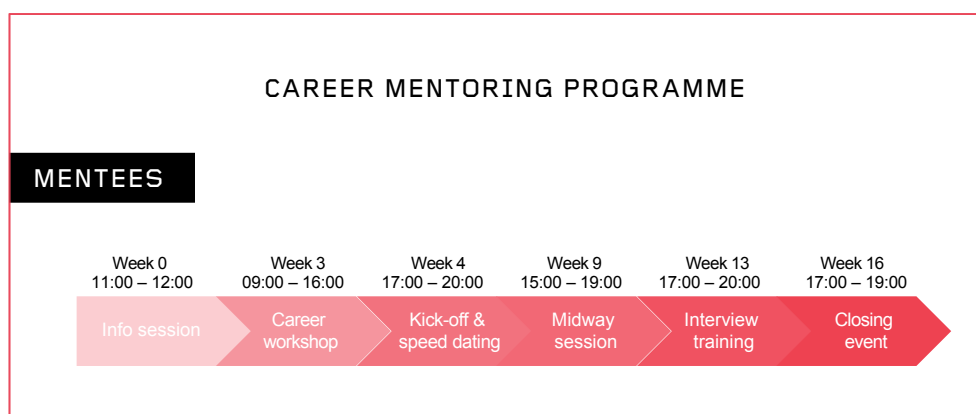 CAREER MENTORING PROGRAMME
MENTEES
Week 0
11:00 – 12:00
Week 3
09:00 – 16:00
Week 4
17:00 – 20:00
Week 9
15:00 – 19:00
Week 13
17:00 – 20:00
Week 16
17:00 – 19:00
Info session
Career
workshop
Kick-off &
speed dating
Midway
session
Interview
training
Closing
event